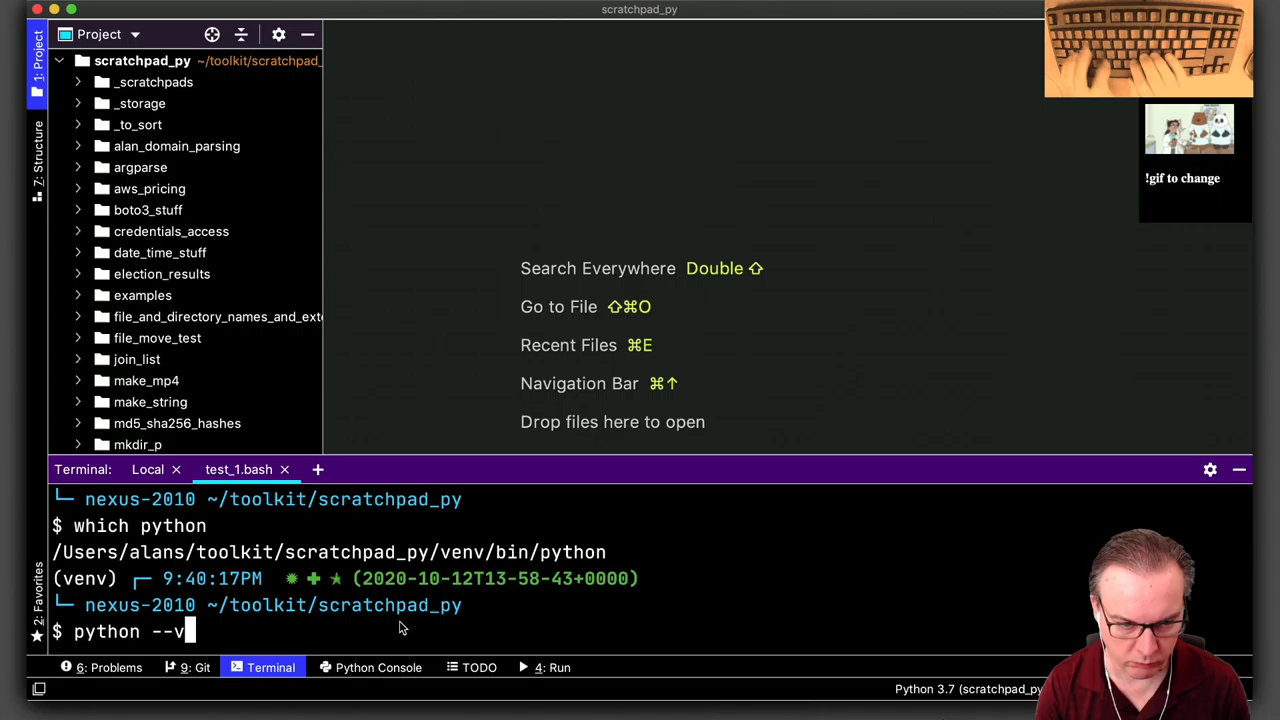 scratchpad_py
1: Project
7: Structure
2: Favorites
Project
scratchpad_py ~/toolkit/scratchpad_
_scratchpads
_storage
_to_sort
alan_domain_parsing
argparse
aws_pricing
boto3_stuff
credentials_access
date_time_stuff
election_results
examples
file_and_directory_names_and_exte
file_move_test
join_list
make_mp4
make_string
md5_sha256_hashes
mkdir_p
Search Everywhere Double ⇧
Go to File ⇧⌘O
Recent Files ⌘E
Navigation Bar ⌘↑
Drop files here to open
!gif to change
Terminal: Local × test_1.bash × +
└─ nexus-2010 ~/toolkit/scratchpad_py
$ which python
/Users/alans/toolkit/scratchpad_py/venv/bin/python
(venv) ┌─ 9:40:17PM ✹ ✚ ★ (2020-10-12T13-58-43+0000)
└─ nexus-2010 ~/toolkit/scratchpad_py
$ python --v
6: Problems 9: Git Terminal Python Console TODO 4: Run
Python 3.7 (scratchpad_py